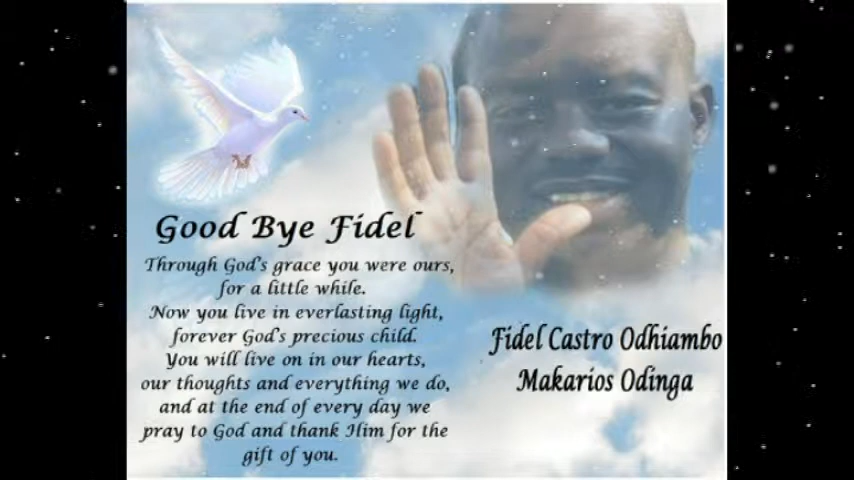 Good Bye Fidel
Through God's grace you were ours,
for a little while.
Now you live in everlasting light,
forever God's precious child.
You will live on in our hearts,
our thoughts and everything we do,
and at the end of every day we
pray to God and thank Him for the
gift of you.
Fidel Castro Odhiambo
Makarios Odinga